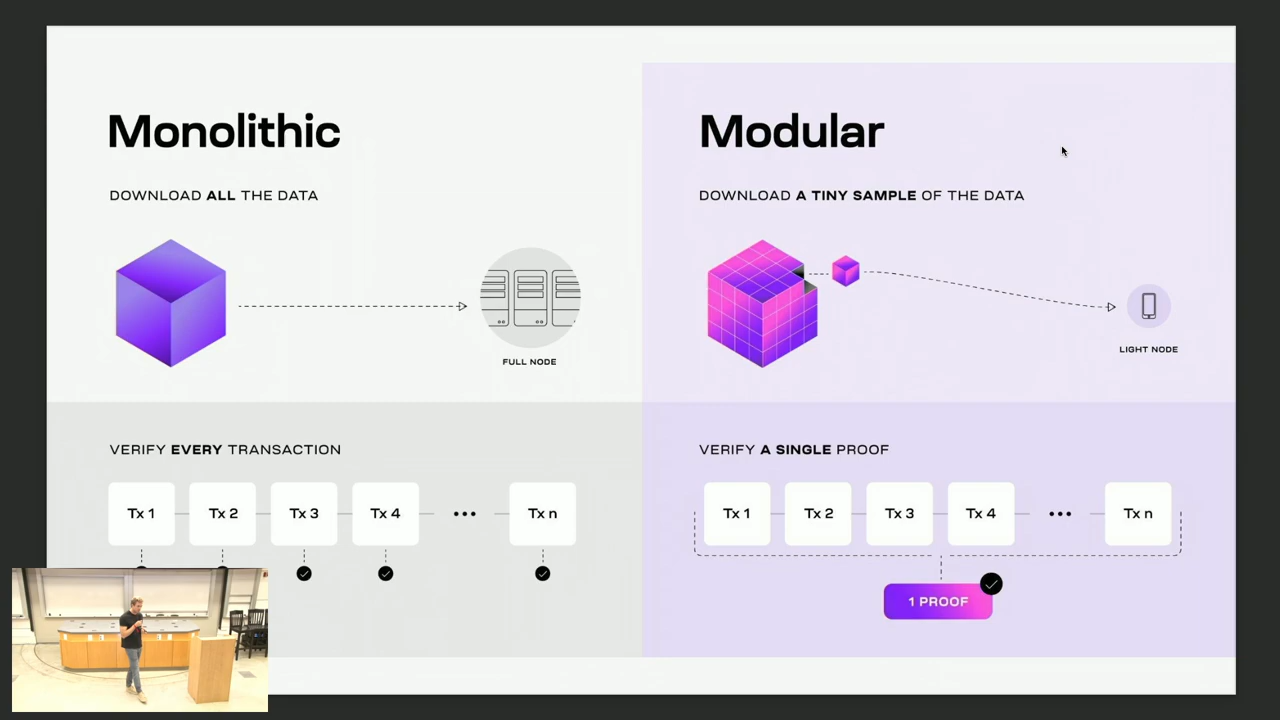 Monolithic
DOWNLOAD ALL THE DATA
FULL NODE
VERIFY EVERY TRANSACTION
Tx 1
Tx 2
Tx 3
Tx 4
•••
Tx n
Modular
DOWNLOAD A TINY SAMPLE OF THE DATA
LIGHT NODE
VERIFY A SINGLE PROOF
Tx 1
Tx 2
Tx 3
Tx 4
•••
Tx n
1 PROOF